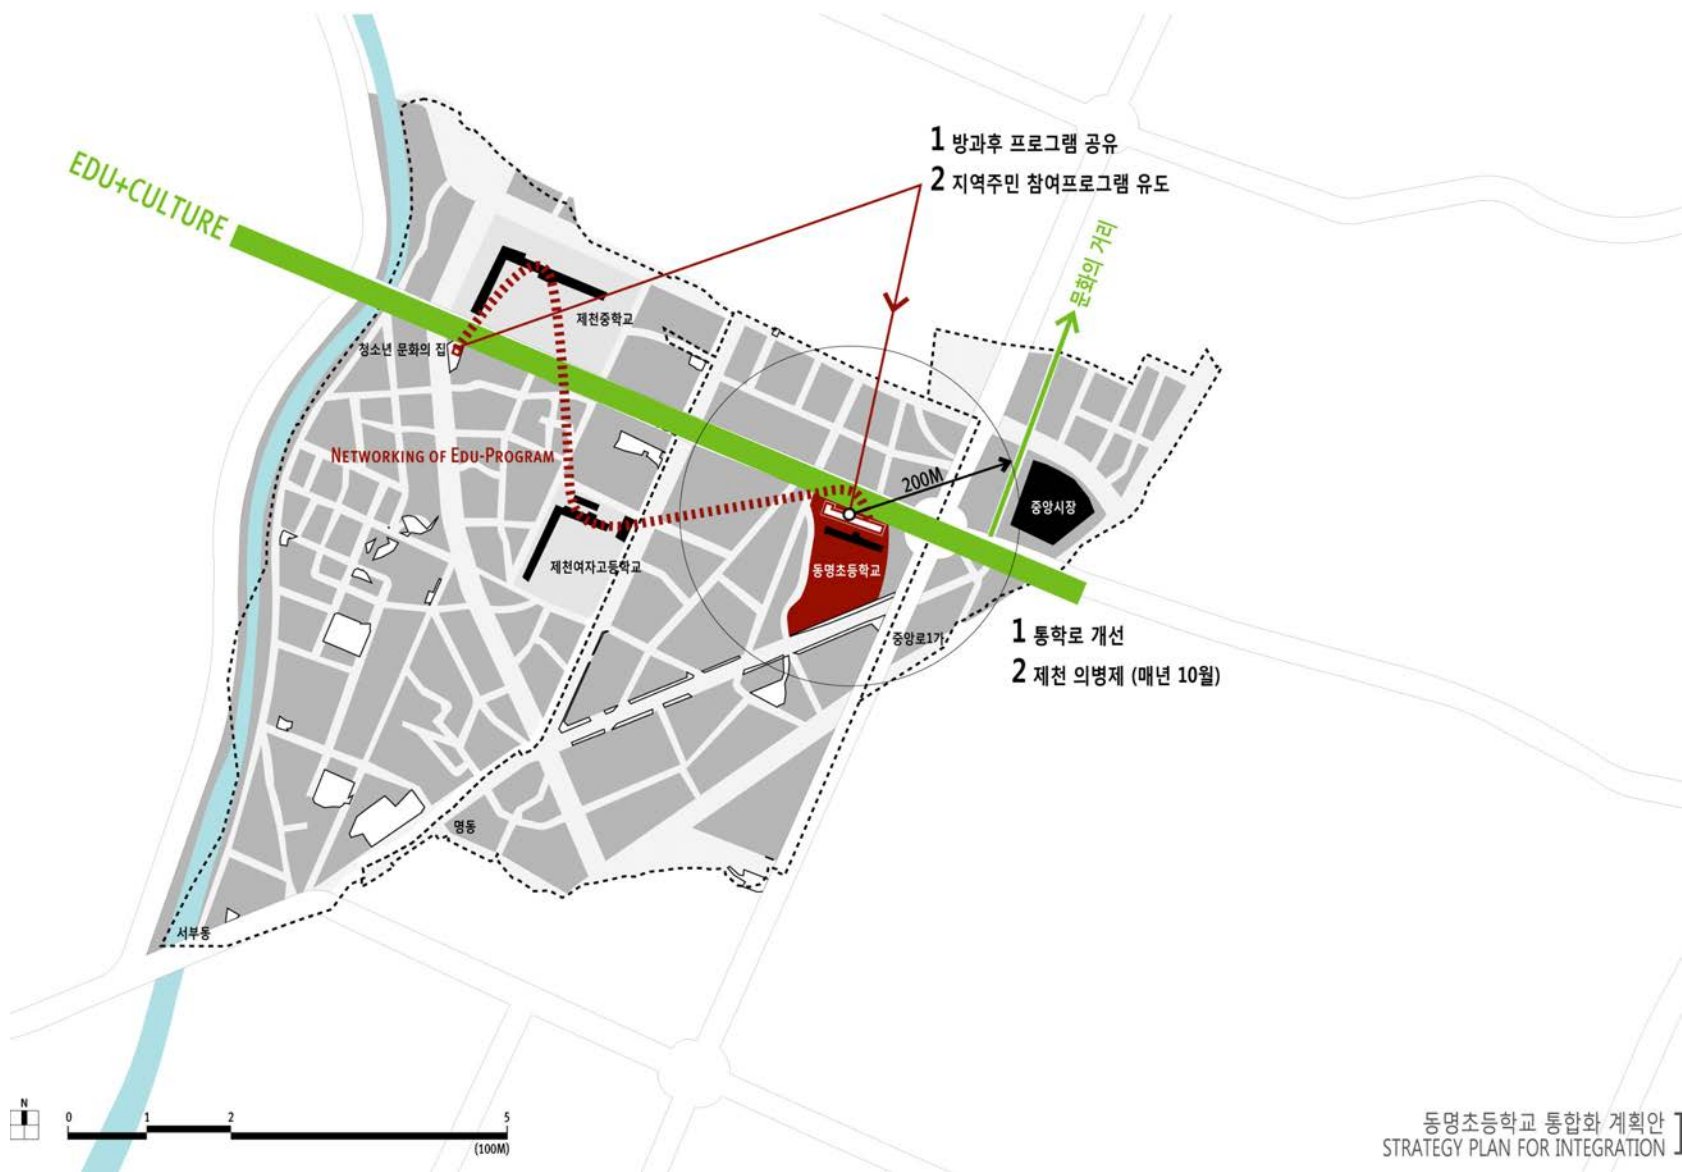 1 방과후 프로그램 공유
2 지역주민 참여프로그램 유도
EDU+CULTURE
문화의 거리
제천중학교
청소년 문화의 집
NETWORKING OF EDU-PROGRAM
200M
중앙시장
제천여자고등학교
동명초등학교
중앙로1가
1 통학로 개선
2 제천 의병제 (매년 10월)
명동
서부동
N
0 1 2 5
(100M)
동명초등학교 통합화 계획안
STRATEGY PLAN FOR INTEGRATION